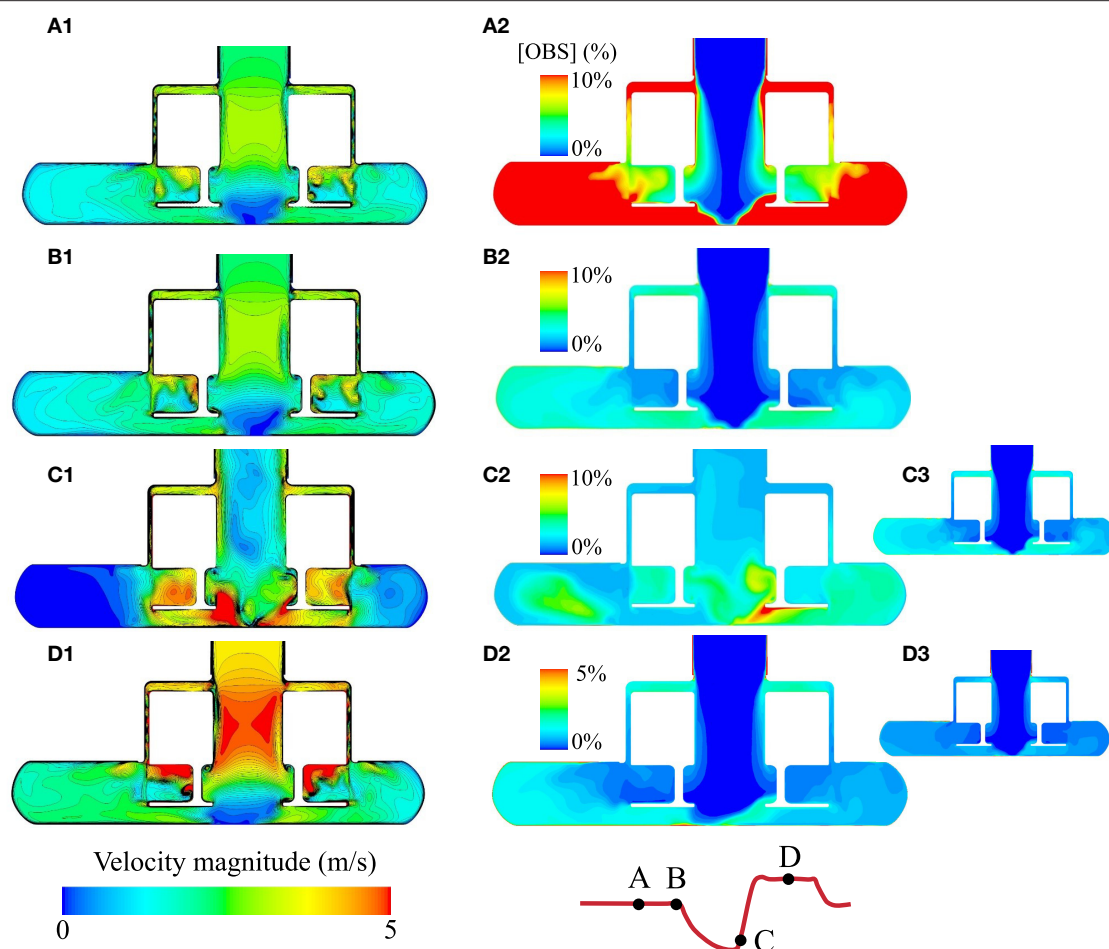 A1
A2
[OBS] (%)
10%
0%
B1
B2
10%
0%
C1
C2
C3
10%
0%
D1
D2
D3
5%
0%
Velocity magnitude (m/s)
0
5
A
B
C
D